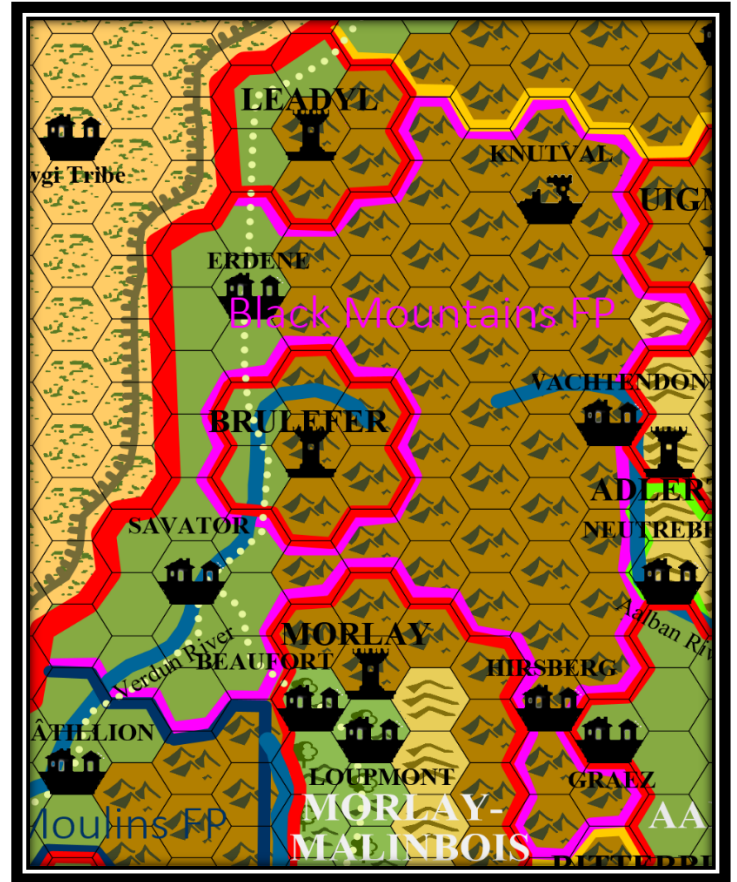 LEADYL
KNUTVAL
vgi Tribe
UIGN
ERDENE
Black Mountains FP
VACHTENDON
BRULEFER
ADLER
SAVATØR
NEUTREB
Verdun River
Aalban Riv
MORLAY
BEAUFORT
HIRSBERG
ÂTILLION
LOUPMONT
GRAEZ
Moulins FP
MORLAY-
MALINBOIS
AA